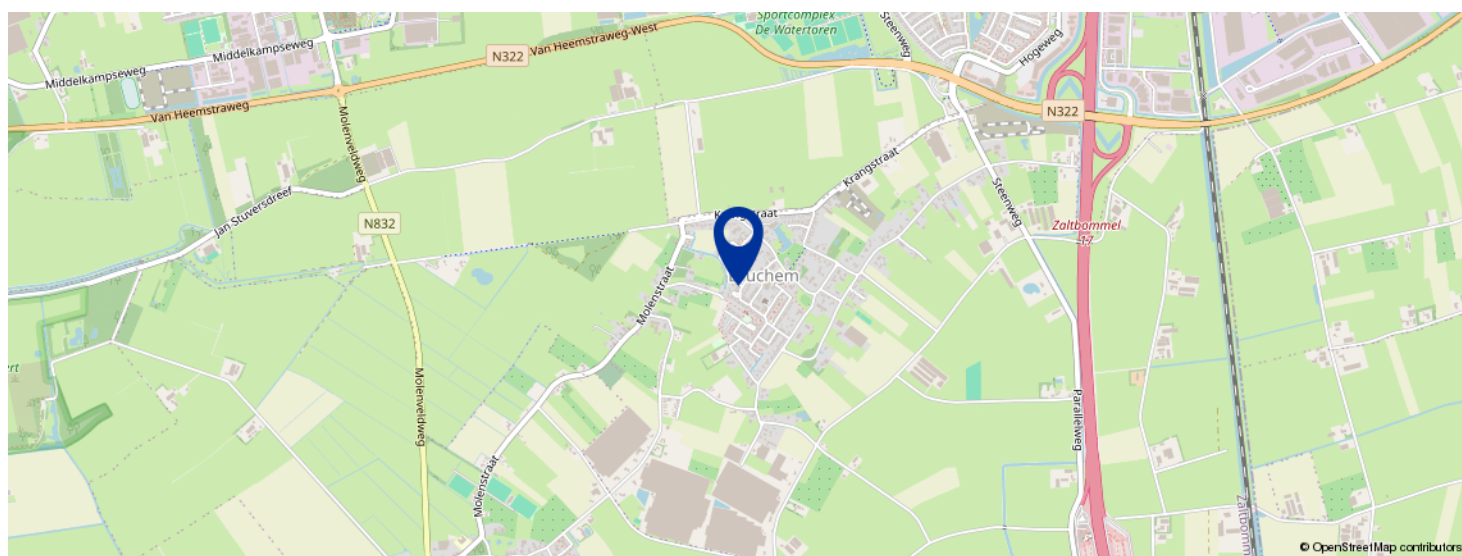 Sportcomplex
De Watertoren
Steenweg
Hogeweg
Middelkampseweg
Middelkampseweg
N322
Van Heemstraweg-West
Van Heemstraweg
N322
Molenveldweg
Krangstraat
Steenweg
Jan Stuversdreef
N832
Zaltbommel
17
Molenstraat
Molenveldweg
Parallelweg
Molenstraat
© OpenStreetMap contributors